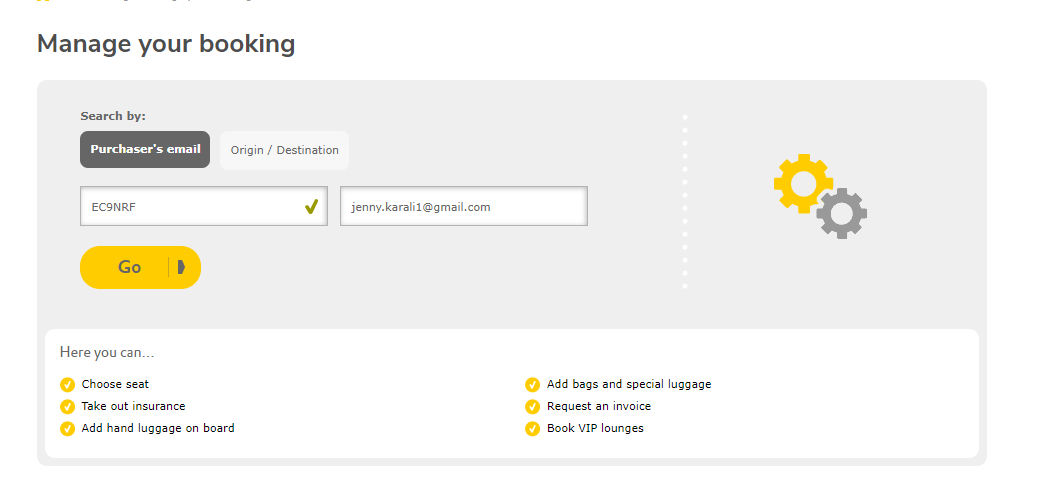 Manage your booking
Search by:
Purchaser's email
Origin / Destination
EC9NRF
jenny.karali1@gmail.com
Go
Here you can...
Choose seat
Add bags and special luggage
Take out insurance
Request an invoice
Add hand luggage on board
Book VIP lounges